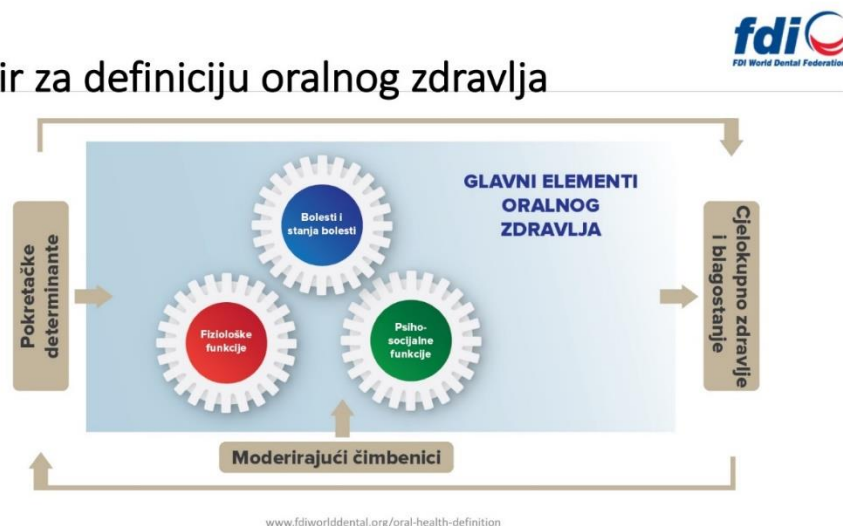 fdi
FDI World Dental Federation
ir za definiciju oralnog zdravlja
GLAVNI ELEMENTI
ORALNOG
ZDRAVLJA
Bolesti i
stanja bolesti
Fiziološke
funkcije
Psiho-
socijalne
funkcije
Pokretačke
determinante
Cjelokupno zdravlje
i blagostanje
Moderirajući čimbenici
www.fdiworlddental.org/oral-health-definition